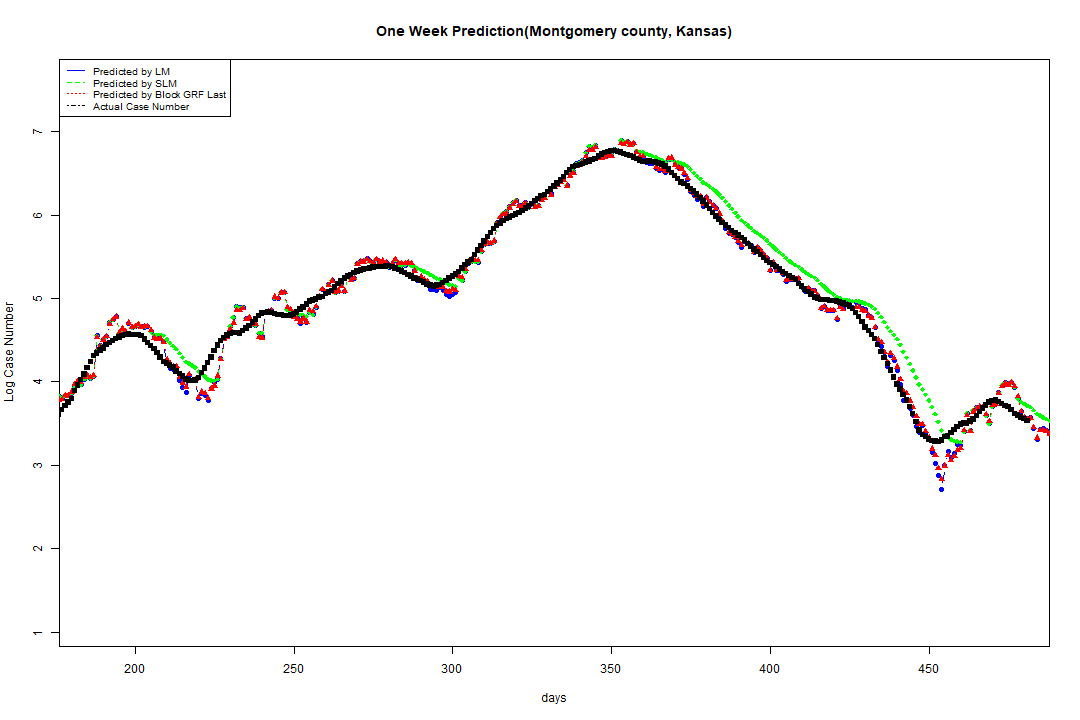 One Week Prediction(Montgomery county, Kansas)
Predicted by LM
Predicted by SLM
Predicted by Block GRF Last
Actual Case Number
7
6
5
4
3
2
1
Log Case Number
200 250 300 350 400 450
days